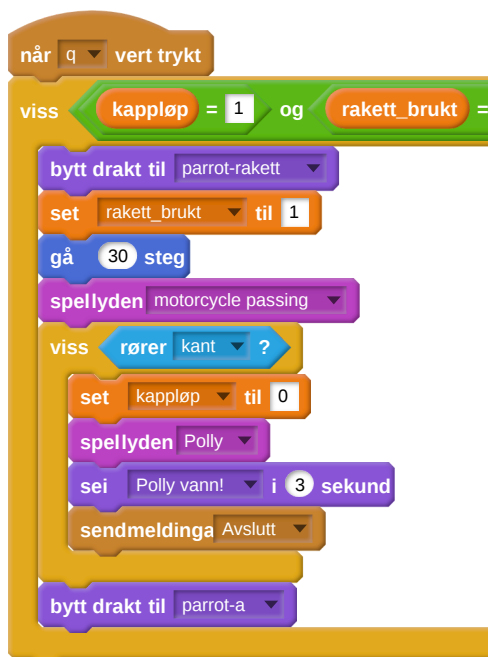 når q vert trykt
viss kappløp = 1 og rakett_brukt =
bytt drakt til parrot-rakett
set rakett_brukt til 1
gå 30 steg
spellyden motorcycle passing
viss rører kant ?
set kappløp til 0
spellyden Polly
sei Polly vann! i 3 sekund
sendmeldinga Avslutt
bytt drakt til parrot-a